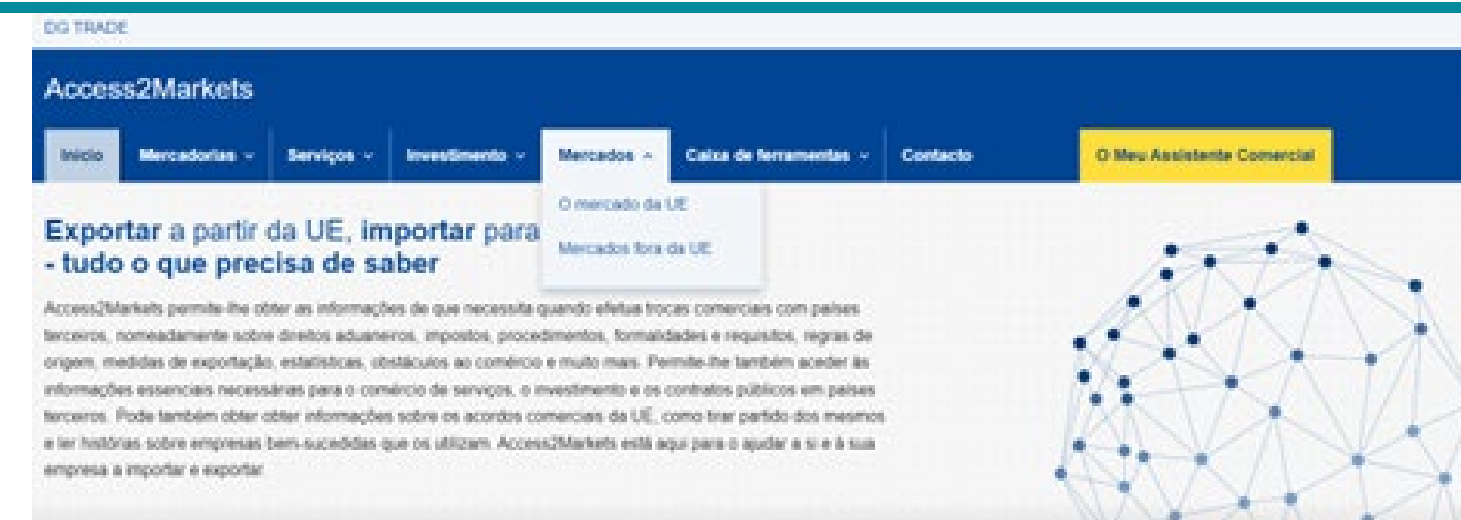 DG TRADE
Access2Markets
Início Mercadorias Serviços Investimento Mercados Caixa de ferramentas Contacto O Meu Assistente Comercial
O mercado da UE
Mercados fora da UE
Exportar a partir da UE, importar para
- tudo o que precisa de saber
Access2Markets permite-lhe obter as informações de que necessita quando efetua trocas comerciais com países
terceiros, nomeadamente sobre direitos aduaneiros, impostos, procedimentos, formalidades e requisitos, regras de
origem, medidas de exportação, estatísticas, obstáculos ao comércio e muito mais. Permite-lhe também aceder às
informações essenciais necessárias para o comércio de serviços, o investimento e os contratos públicos em países
terceiros. Pode também obter obter informações sobre os acordos comerciais da UE, como tirar partido dos mesmos
e ler histórias sobre empresas bem-sucedidas que os utilizam. Access2Markets está aqui para o ajudar a si e à sua
empresa a importar e exportar.